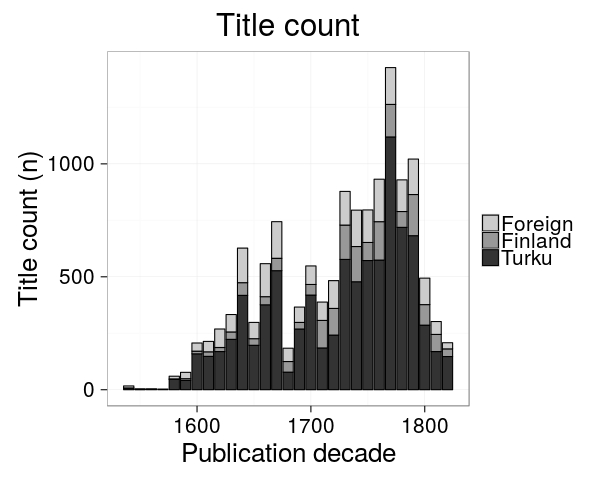 Title count
Title count (n)
1000
500
0
1600 1700 1800
Publication decade
Foreign
Finland
Turku